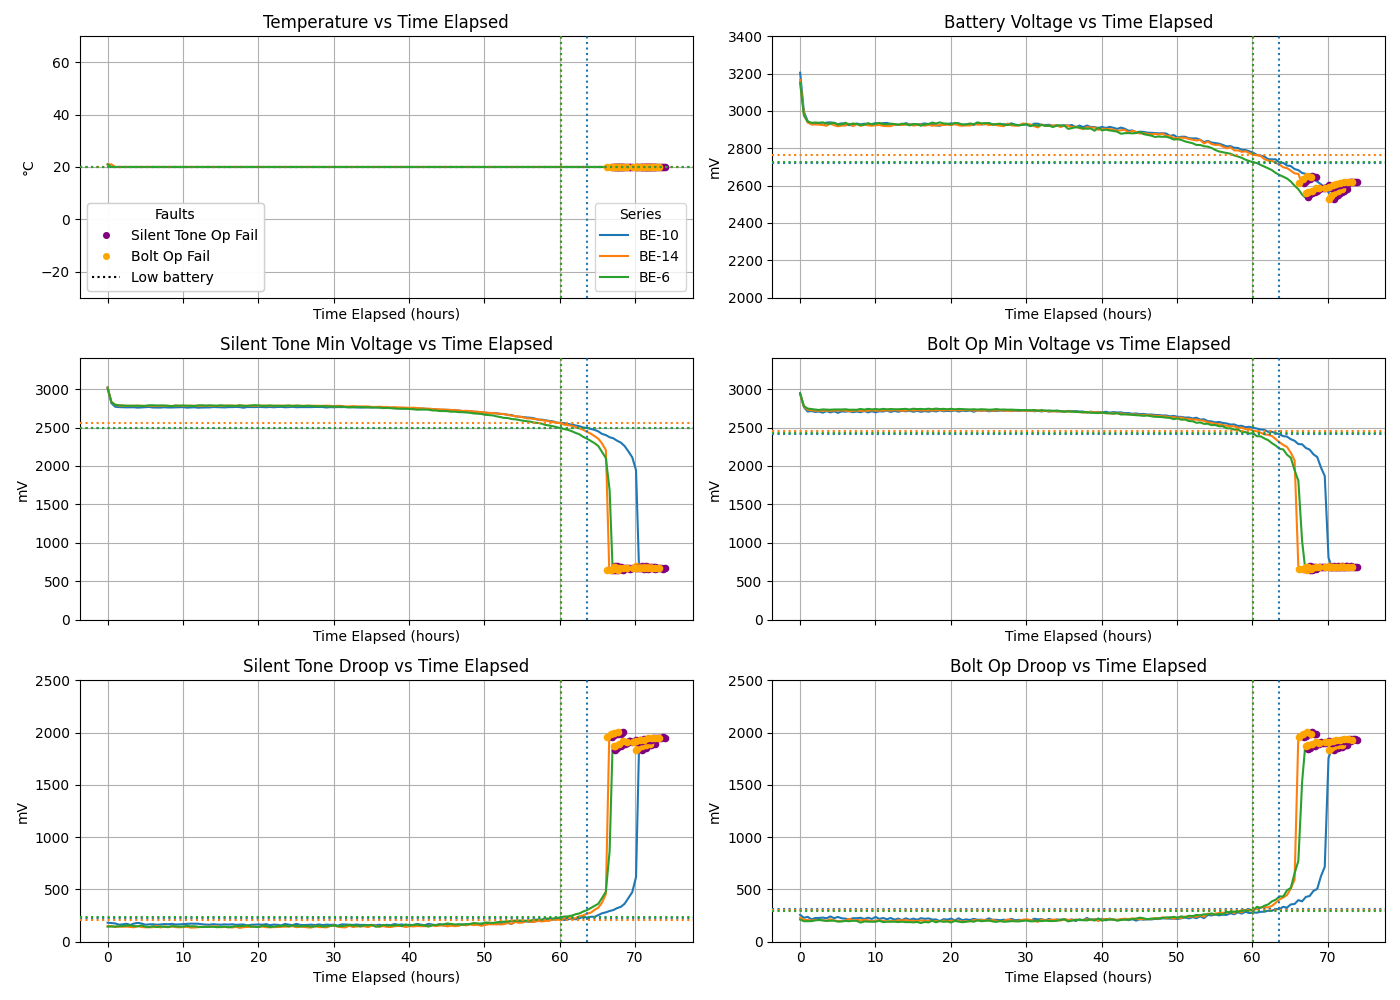 Temperature vs Time Elapsed
60
40
20
0
−20
°C
Faults
Silent Tone Op Fail
Bolt Op Fail
Low battery
Series
BE-10
BE-14
BE-6
Time Elapsed (hours)
Battery Voltage vs Time Elapsed
3400
3200
3000
2800
2600
2400
2200
2000
mV
Time Elapsed (hours)
Silent Tone Min Voltage vs Time Elapsed
3000
2500
2000
1500
1000
500
0
mV
Time Elapsed (hours)
Bolt Op Min Voltage vs Time Elapsed
3000
2500
2000
1500
1000
500
0
mV
Time Elapsed (hours)
Silent Tone Droop vs Time Elapsed
2500
2000
1500
1000
500
0
mV
0 10 20 30 40 50 60 70
Time Elapsed (hours)
Bolt Op Droop vs Time Elapsed
2500
2000
1500
1000
500
0
mV
0 10 20 30 40 50 60 70
Time Elapsed (hours)